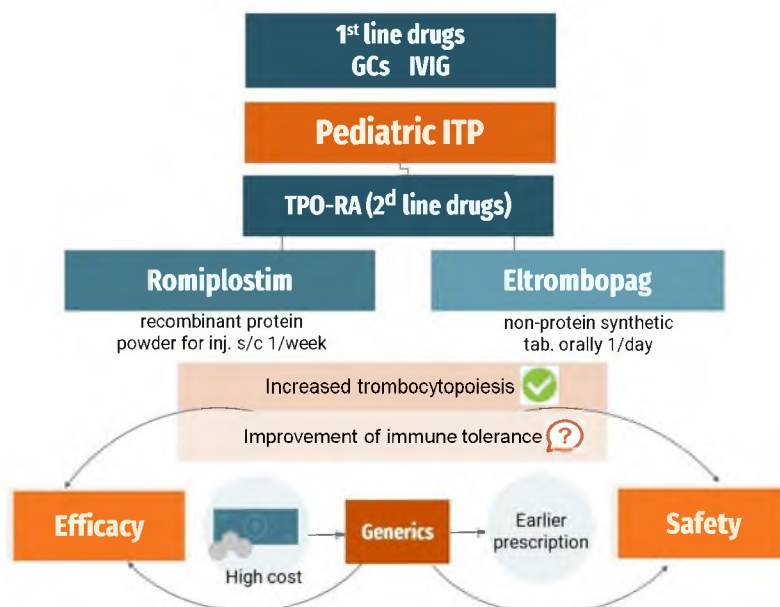 1st line drugs
GCs IVIG
Pediatric ITP
TPO-RA (2d line drugs)
Romiplostim
recombinant protein
powder for inj. s/c 1/week
Eltrombopag
non-protein synthetic
tab. orally 1/day
Increased trombocytopoiesis
Improvement of immune tolerance ?
Efficacy
High cost
Generics
Earlier
prescription
Safety